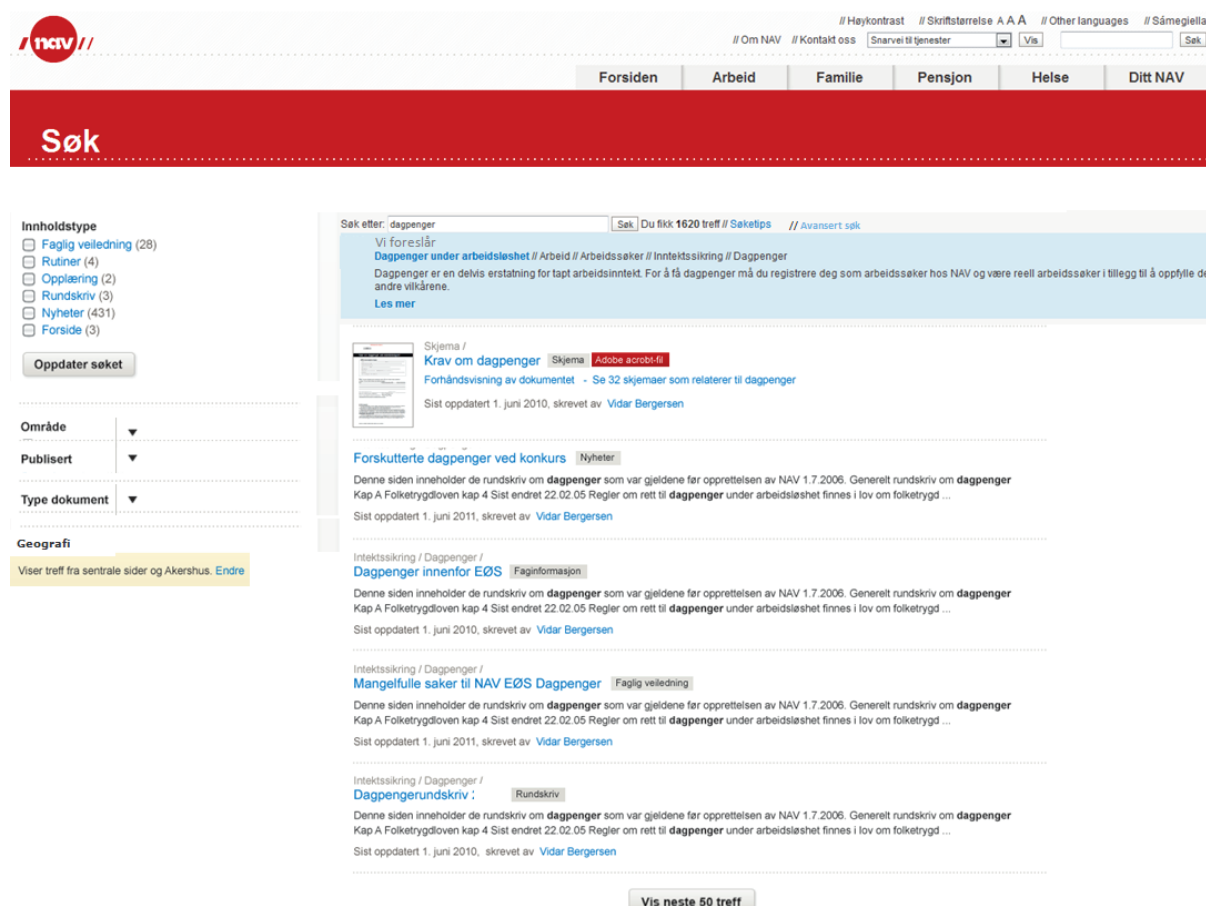 // Høykontrast // Skriftstørrelse A A A // Other languages // Sámegiella
nav //
// Om NAV // Kontakt oss Snarvei til tjenester Vis Søk
Forsiden Arbeid Familie Pensjon Helse Ditt NAV
Søk
Innholdstype
Faglig veiledning (28)
Rutiner (4)
Opplæring (2)
Rundskriv (3)
Nyheter (431)
Forside (3)
Oppdater søket
Område
Publisert
Type dokument
Geografi
Viser treff fra sentrale sider og Akershus. Endre
Søk etter: dagpenger Søk Du fikk 1620 treff // Søketips // Avansert søk
Vi foreslår
Dagpenger under arbeidsløshet // Arbeid // Arbeidssøker // Inntektssikring // Dagpenger
Dagpenger er en delvis erstatning for tapt arbeidsinntekt. For å få dagpenger må du registrere deg som arbeidssøker hos NAV og være reell arbeidssøker i tillegg til å oppfylle de
andre vilkårene.
Les mer
Skjema /
Krav om dagpenger Skjema Adobe acrobt-fil
Forhåndsvisning av dokumentet - Se 32 skjemaer som relaterer til dagpenger
Sist oppdatert 1. juni 2010, skrevet av Vidar Bergersen
Forskutterte dagpenger ved konkurs Nyheter
Denne siden inneholder de rundskriv om dagpenger som var gjeldene før opprettelsen av NAV 1.7.2006. Generelt rundskriv om dagpenger
Kap A Folketrygdloven kap 4 Sist endret 22.02.05 Regler om rett til dagpenger under arbeidsløshet finnes i lov om folketrygd ...
Sist oppdatert 1. juni 2011, skrevet av Vidar Bergersen
Intektssikring / Dagpenger /
Dagpenger innenfor EØS Faginformasjon
Denne siden inneholder de rundskriv om dagpenger som var gjeldene før opprettelsen av NAV 1.7.2006. Generelt rundskriv om dagpenger
Kap A Folketrygdloven kap 4 Sist endret 22.02.05 Regler om rett til dagpenger under arbeidsløshet finnes i lov om folketrygd ...
Sist oppdatert 1. juni 2010, skrevet av Vidar Bergersen
Intektssikring / Dagpenger /
Mangelfulle saker til NAV EØS Dagpenger Faglig veiledning
Denne siden inneholder de rundskriv om dagpenger som var gjeldene før opprettelsen av NAV 1.7.2006. Generelt rundskriv om dagpenger
Kap A Folketrygdloven kap 4 Sist endret 22.02.05 Regler om rett til dagpenger under arbeidsløshet finnes i lov om folketrygd ...
Sist oppdatert 1. juni 2011, skrevet av Vidar Bergersen
Intektssikring / Dagpenger /
Dagpengerundskriv Rundskriv
Denne siden inneholder de rundskriv om dagpenger som var gjeldene før opprettelsen av NAV 1.7.2006. Generelt rundskriv om dagpenger
Kap A Folketrygdloven kap 4 Sist endret 22.02.05 Regler om rett til dagpenger under arbeidsløshet finnes i lov om folketrygd ...
Sist oppdatert 1. juni 2010, skrevet av Vidar Bergersen
Vis neste 50 treff